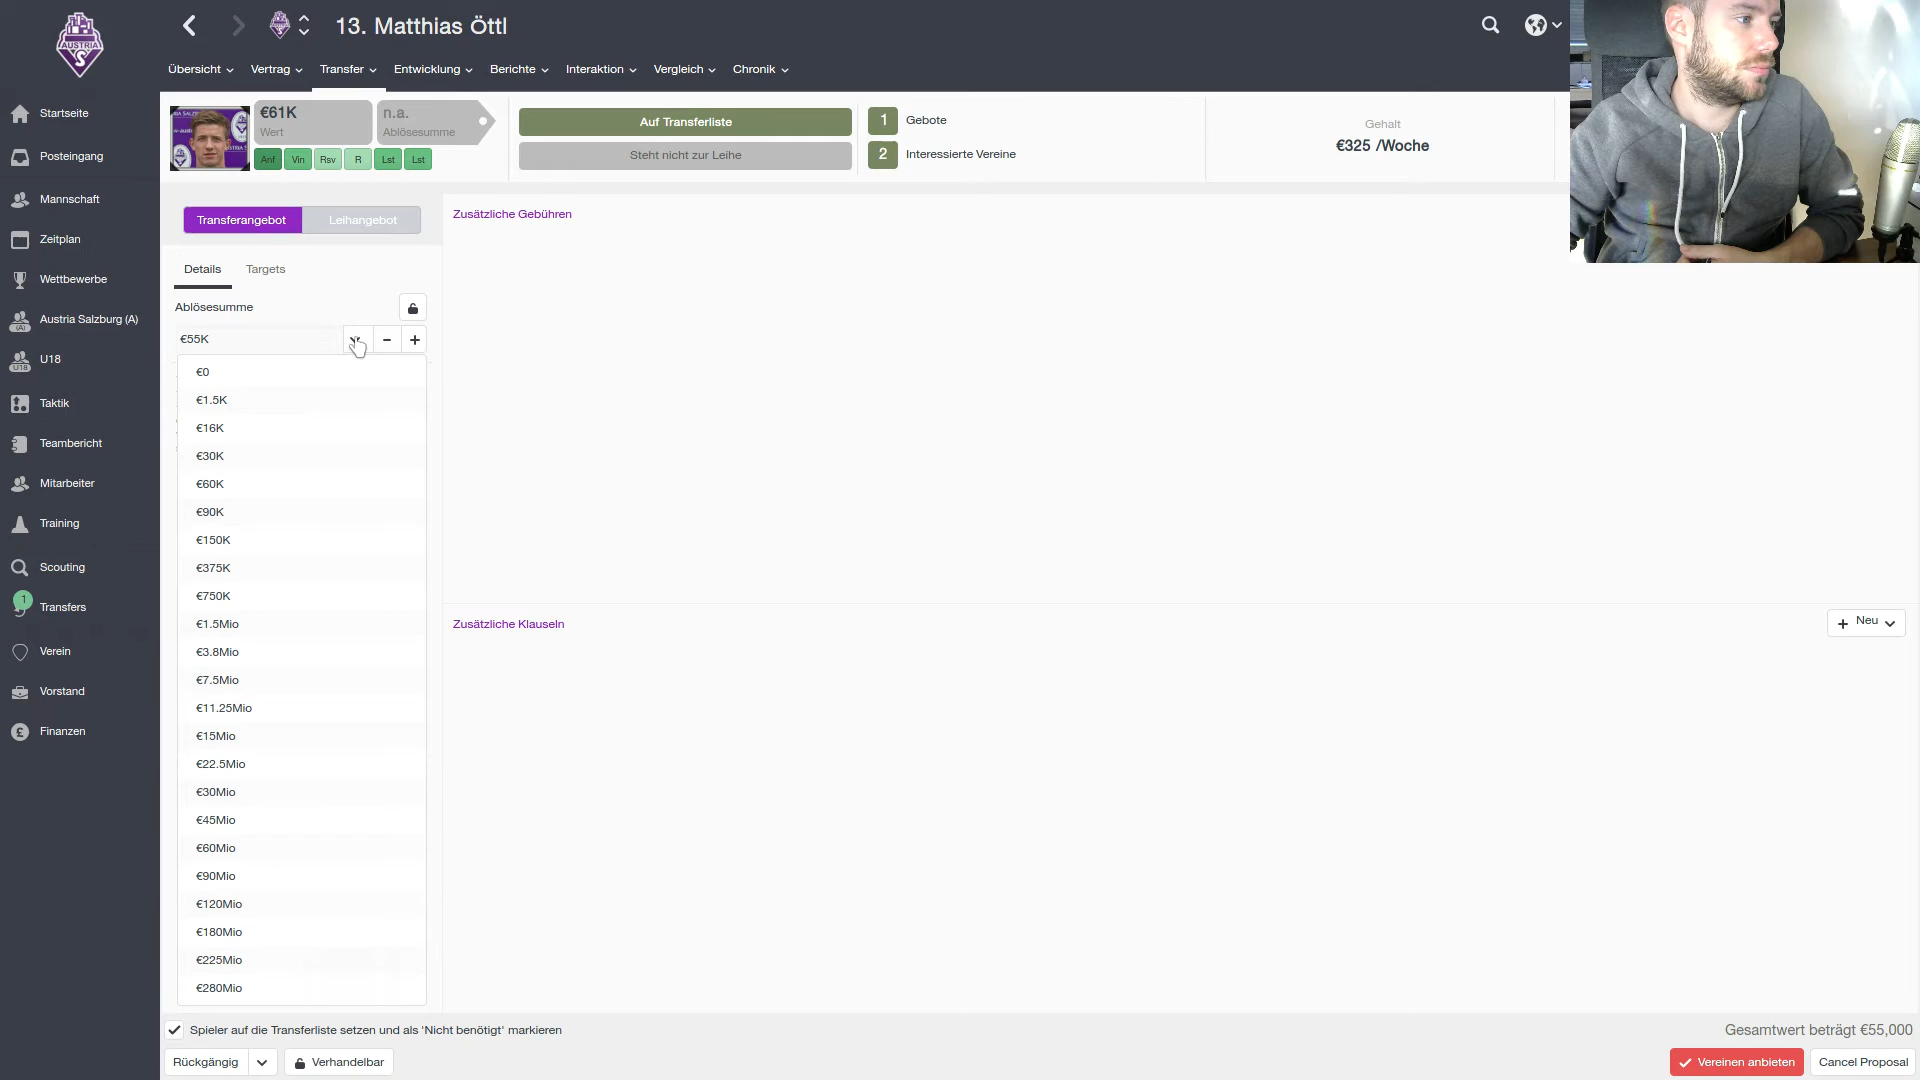 13. Matthias Öttl
Übersicht
Vertrag
Transfer
Entwicklung
Berichte
Interaktion
Vergleich
Chronik
AUSTRIA
S
Startseite
Posteingang
Mannschaft
Zeitplan
Wettbewerbe
Austria Salzburg (A)
U18
Taktik
Teambericht
Mitarbeiter
Training
Scouting
1
Transfers
Verein
Vorstand
Finanzen
€61K
Wert
n.a.
Ablösesumme
Anf
Vin
Rsv
R
Lst
Lst
Auf Transferliste
Steht nicht zur Leihe
1 Gebote
2 Interessierte Vereine
Gehalt
€325 /Woche
Transferangebot
Leihangebot
Details
Targets
Ablösesumme
€55K
€0
€1.5K
€16K
€30K
€60K
€90K
€150K
€375K
€750K
€1.5Mio
€3.8Mio
€7.5Mio
€11.25Mio
€15Mio
€22.5Mio
€30Mio
€45Mio
€60Mio
€90Mio
€120Mio
€180Mio
€225Mio
€280Mio
Zusätzliche Gebühren
Zusätzliche Klauseln
Neu
Spieler auf die Transferliste setzen und als 'Nicht benötigt' markieren
Gesamtwert beträgt €55,000
Rückgängig
Verhandelbar
Vereinen anbieten
Cancel Proposal